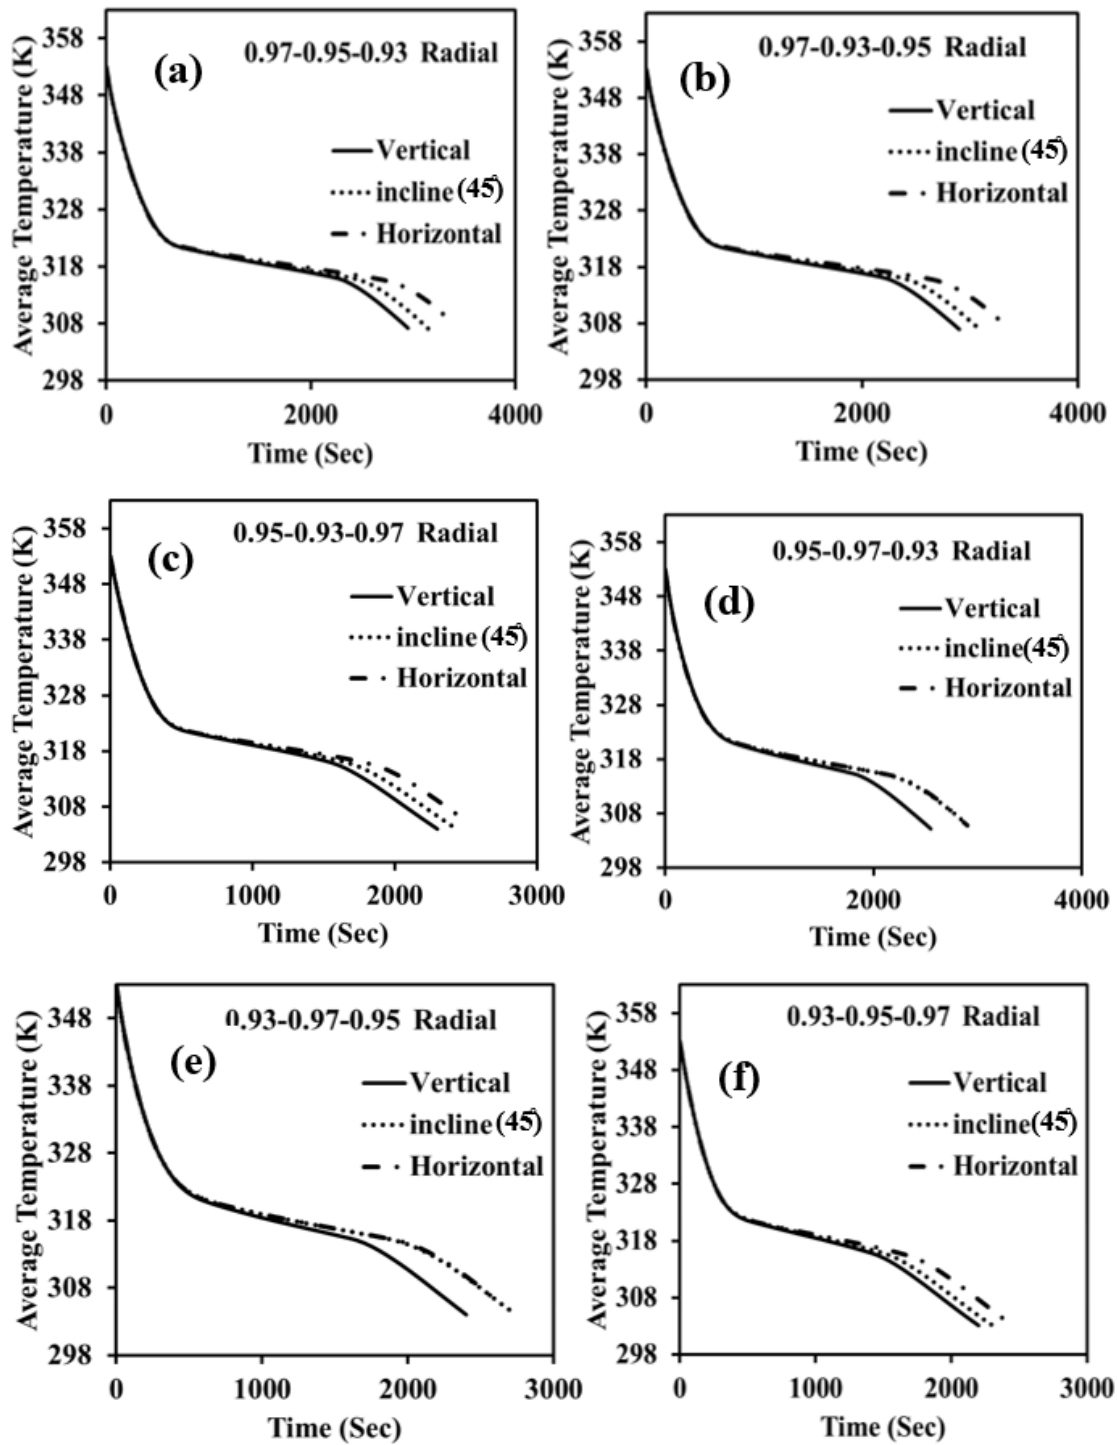 (a)
0.97-0.95-0.93 Radial
Vertical
incline (45°)
Horizontal
Average Temperature (K)
358
348
338
328
318
308
298
0 2000 4000
Time (Sec)
(b)
0.97-0.93-0.95 Radial
Vertical
incline (45°)
Horizontal
Average Temperature (K)
358
348
338
328
318
308
298
0 2000 4000
Time (Sec)
(c)
0.95-0.93-0.97 Radial
Vertical
incline (45°)
Horizontal
Average Temperature (K)
358
348
338
328
318
308
298
0 1000 2000 3000
Time (Sec)
(d)
0.95-0.97-0.93 Radial
Vertical
incline(45°)
Horizontal
Average Temperature (K)
358
348
338
328
318
308
298
0 2000 4000
Time (Sec)
(e)
0.93-0.97-0.95 Radial
Vertical
incline(45°)
Horizontal
Average Temperature (K)
348
338
328
318
308
298
0 1000 2000 3000
Time (Sec)
(f)
0.93-0.95-0.97 Radial
Vertical
incline(45°)
Horizontal
Average Temperature (K)
358
348
338
328
318
308
298
0 1000 2000 3000
Time (Sec)